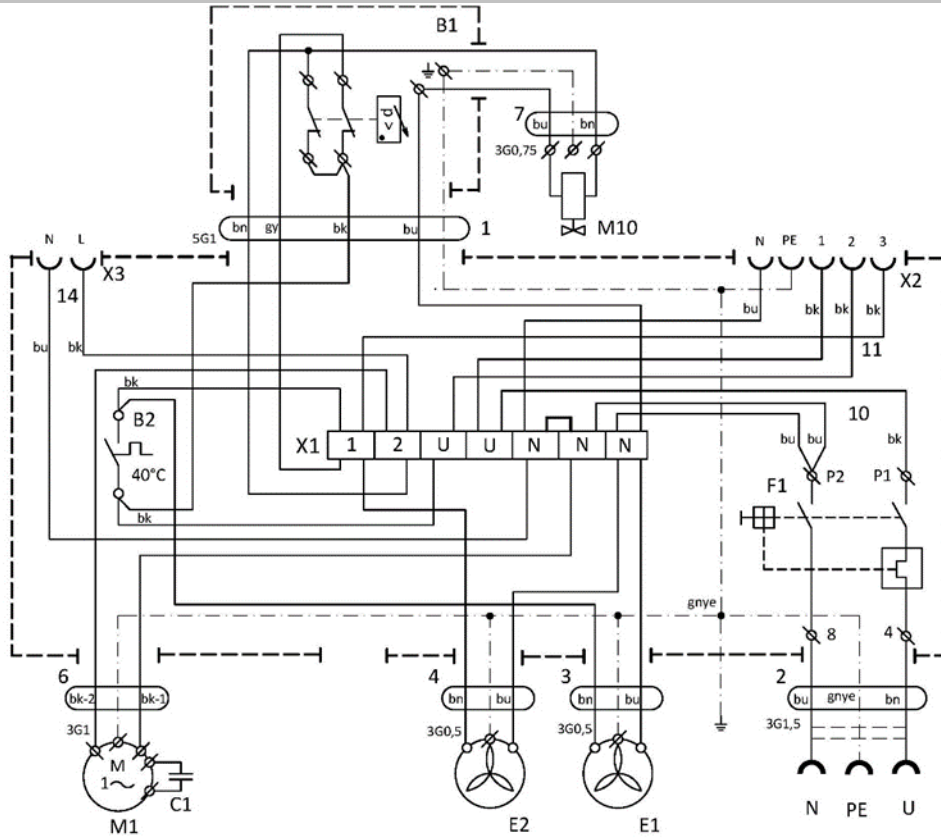 B1
<d
7
bu bn
3G0,75
M10
5G1 bn gy bk bu 1
N L
X3
14
N PE 1 2 3
X2
bu bk bk bk
11
bu bk
bk
B2
40°C
bk
X1 1 2 U U N N N
10
bu bu bk
P2 P1
F1
gnye
8 4
6
bk-2 bk-1
3G1
M
1~
C1
M1
4
bn bu
3G0,5
E2
3
bn bu
3G0,5
E1
2
bu gnye bn
3G1,5
N PE U